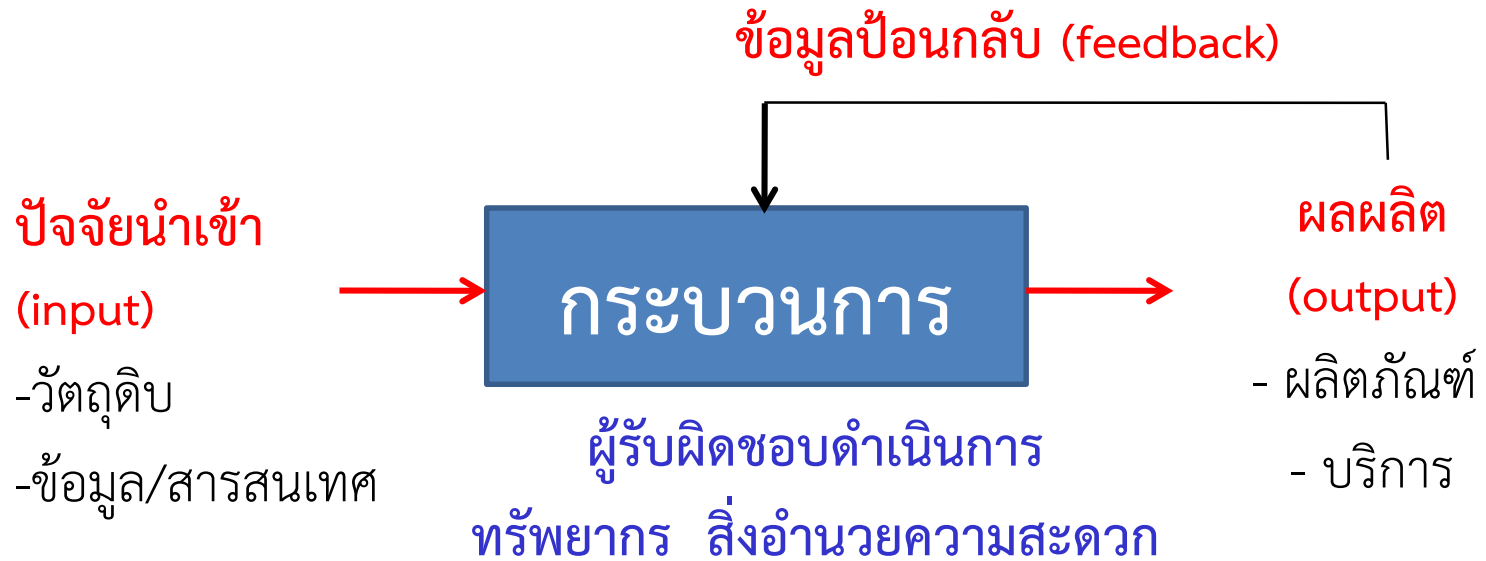 ข้อมูลป้อนกลับ (feedback)
ปัจจัยนำเข้า
(input)
-วัตถุดิบ
-ข้อมูล/สารสนเทศ
กระบวนการ
ผู้รับผิดชอบดำเนินการ
ทรัพยากร สิ่งอำนวยความสะดวก
ผลผลิต
(output)
- ผลิตภัณฑ์
- บริการ